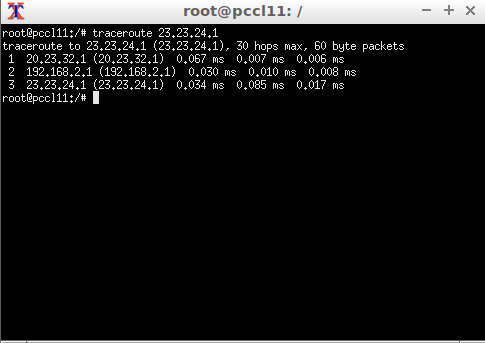 root@pccl11: /
root@pccl11:/# traceroute 23.23.24.1
traceroute to 23.23.24.1 (23.23.24.1), 30 hops max, 60 byte packets
 1  20.23.32.1 (20.23.32.1)  0.067 ms  0.007 ms  0.006 ms
 2  192.168.2.1 (192.168.2.1)  0.030 ms  0.010 ms  0.008 ms
 3  23.23.24.1 (23.23.24.1)  0.034 ms  0.085 ms  0.017 ms
root@pccl11:/#